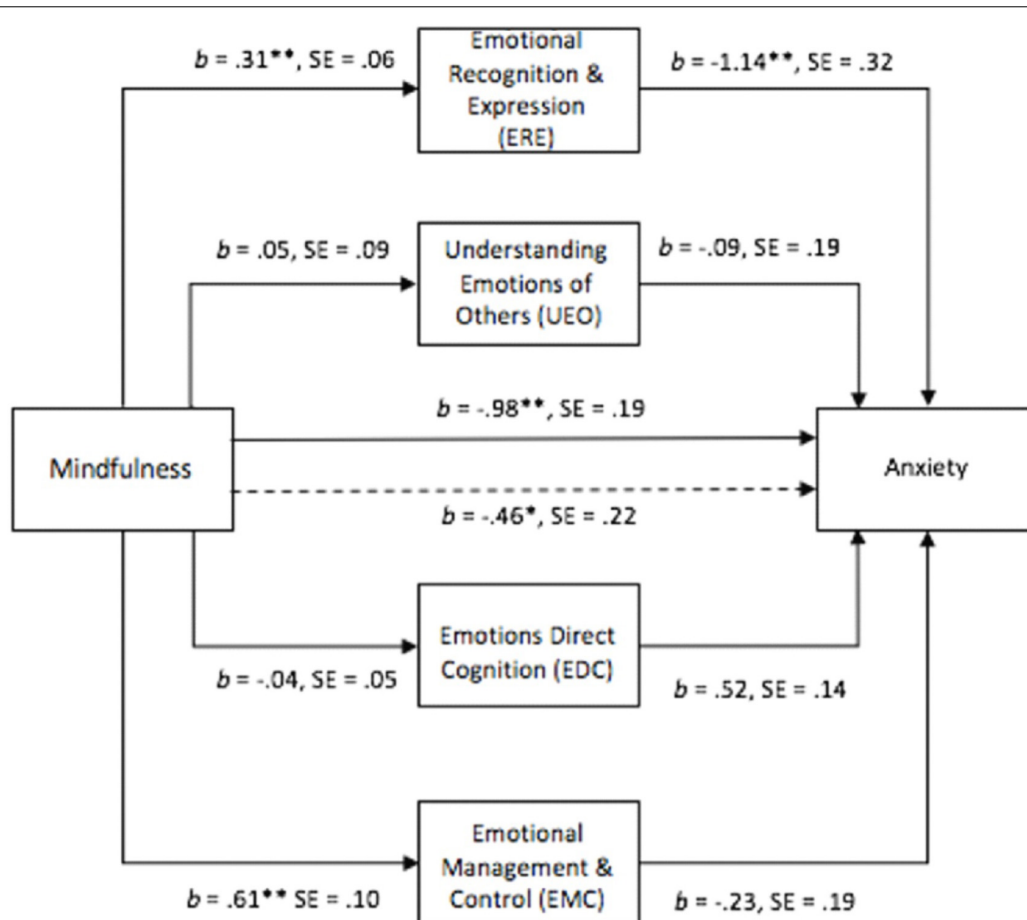 b = .31**, SE = .06
Emotional
Recognition &
Expression
(ERE)
b = -1.14**, SE = .32
b = .05, SE = .09
Understanding
Emotions of
Others (UEO)
b = -.09, SE = .19
b = -.98**, SE = .19
Mindfulness
Anxiety
b = -.46*, SE = .22
Emotions Direct
Cognition (EDC)
b = -.04, SE = .05
b = .52, SE = .14
Emotional
Management &
Control (EMC)
b = .61** SE = .10
b = -.23, SE = .19